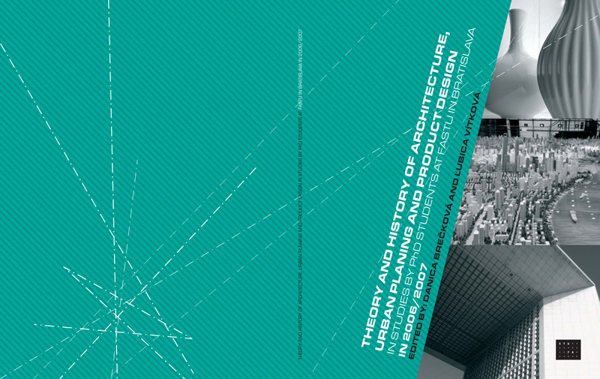 THEORY AND HISTORY OF ARCHITECTURE,
URBAN PLANING AND PRODUCT DESIGN
IN STUDIES BY PhD STUDENTS AT FASTU IN BRATISLAVA
IN 2006/2007
EDITED BY: DANICA BREČKOVÁ AND ĽUBICA VITKOVÁ